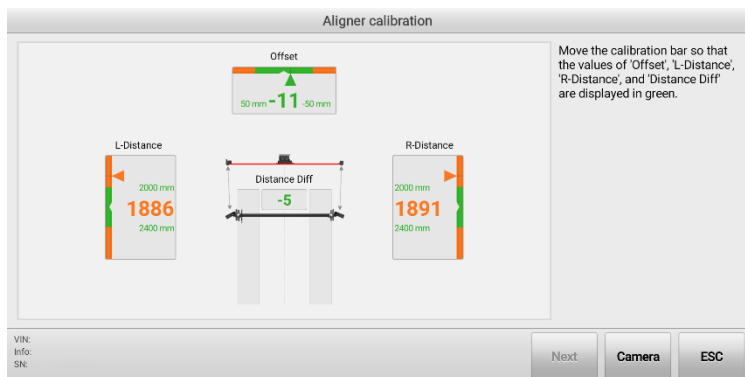 Aligner calibration
Offset
50 mm -11 -50 mm
L-Distance
2000 mm
1886
2400 mm
Distance Diff
-5
R-Distance
2000 mm
1891
2400 mm
Move the calibration bar so that
the values of 'Offset', 'L-Distance',
'R-Distance', and 'Distance Diff'
are displayed in green.
VIN:
Info:
SN:
Next
Camera
ESC